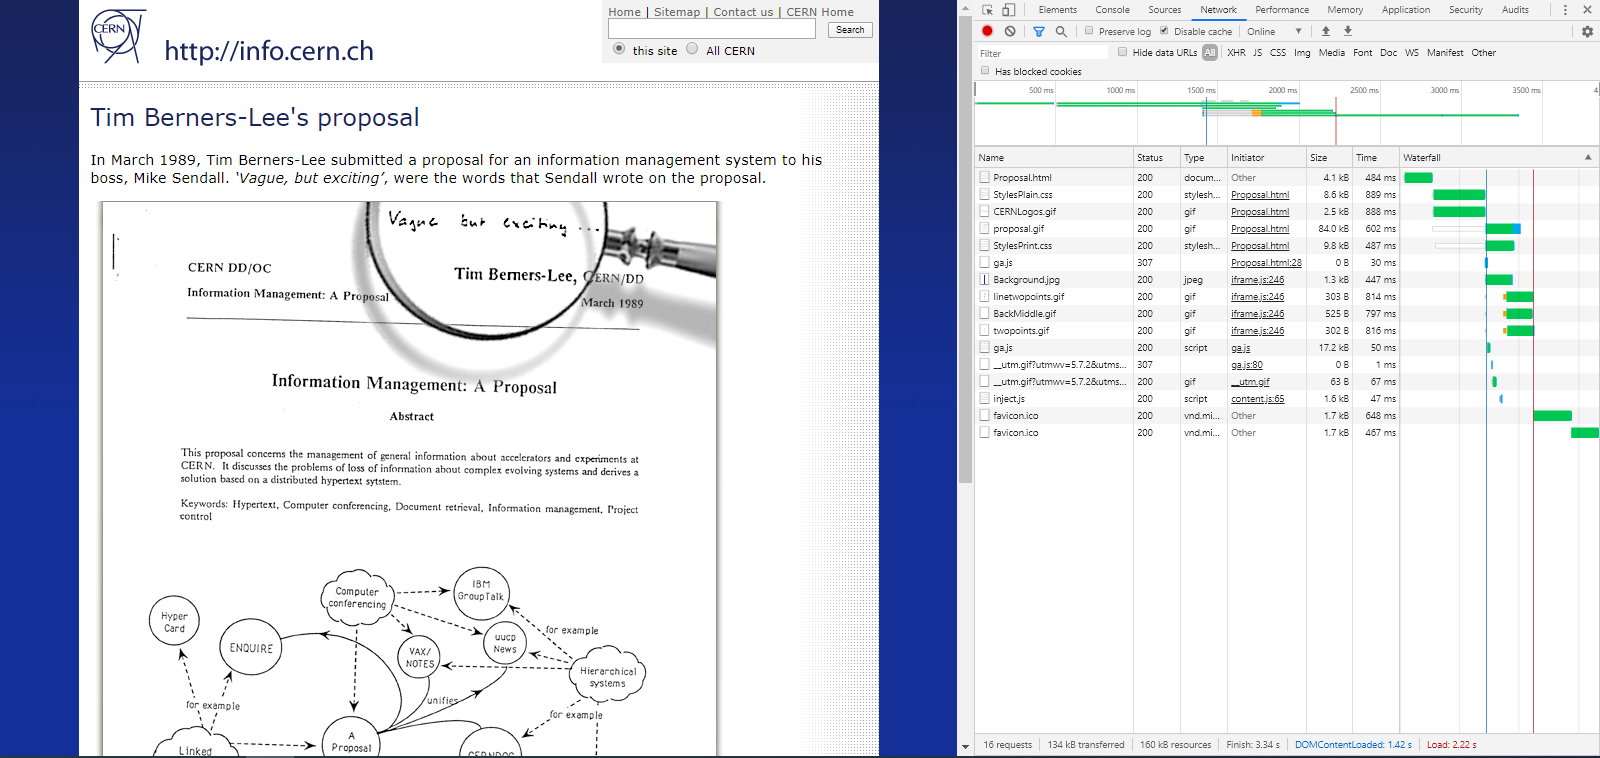 CERN
http://info.cern.ch
Home | Sitemap | Contact us | CERN Home
Search
this site All CERN
Tim Berners-Lee's proposal
In March 1989, Tim Berners-Lee submitted a proposal for an information management system to his
boss, Mike Sendall. 'Vague, but exciting', were the words that Sendall wrote on the proposal.
Vague but exciting ...
CERN DD/OC
Tim Berners-Lee, CERN/DD
Information Management: A Proposal
March 1989
Information Management: A Proposal
Abstract
This proposal concerns the management of general information about accelerators and experiments at
CERN. It discusses the problems of loss of information about complex evolving systems and derives a
solution based on a distributed hypertext sytstem.
Keywords: Hypertext, Computer conferencing, Document retrieval, Information management, Project
control
Computer
conferencing
IBM
GroupTalk
Hyper
Card
ENQUIRE
VAX/
NOTES
uucp
News
for example
Hierarchical
systems
unifies
for example
for example
Linked
A
Proposal
CERNDOC
Elements Console Sources Network Performance Memory Application Security Audits
Preserve log Disable cache Online
Filter Hide data URLs All XHR JS CSS Img Media Font Doc WS Manifest Other
Has blocked cookies
500 ms 1000 ms 1500 ms 2000 ms 2500 ms 3000 ms 3500 ms 4
Name Status Type Initiator Size Time Waterfall
Proposal.html 200 docum... Other 4.1 kB 484 ms
StylesPlain.css 200 stylesh... Proposal.html 8.6 kB 889 ms
CERNLogos.gif 200 gif Proposal.html 2.5 kB 888 ms
proposal.gif 200 gif Proposal.html 84.0 kB 602 ms
StylesPrint.css 200 stylesh... Proposal.html 9.8 kB 487 ms
ga.js 307 Proposal.html:28 0 B 30 ms
Background.jpg 200 jpeg iframe.js:246 1.3 kB 447 ms
linetwopoints.gif 200 gif iframe.js:246 303 B 814 ms
BackMiddle.gif 200 gif iframe.js:246 525 B 797 ms
twopoints.gif 200 gif iframe.js:246 302 B 816 ms
ga.js 200 script ga.js 17.2 kB 50 ms
__utm.gif?utmwv=5.7.2&utms... 307 ga.js:80 0 B 1 ms
__utm.gif?utmwv=5.7.2&utms... 200 gif __utm.gif 63 B 67 ms
inject.js 200 script content.js:65 1.6 kB 47 ms
favicon.ico 200 vnd.mi... Other 1.7 kB 648 ms
favicon.ico 200 vnd.mi... Other 1.7 kB 467 ms
16 requests 134 kB transferred 160 kB resources Finish: 3.34 s DOMContentLoaded: 1.42 s Load: 2.22 s